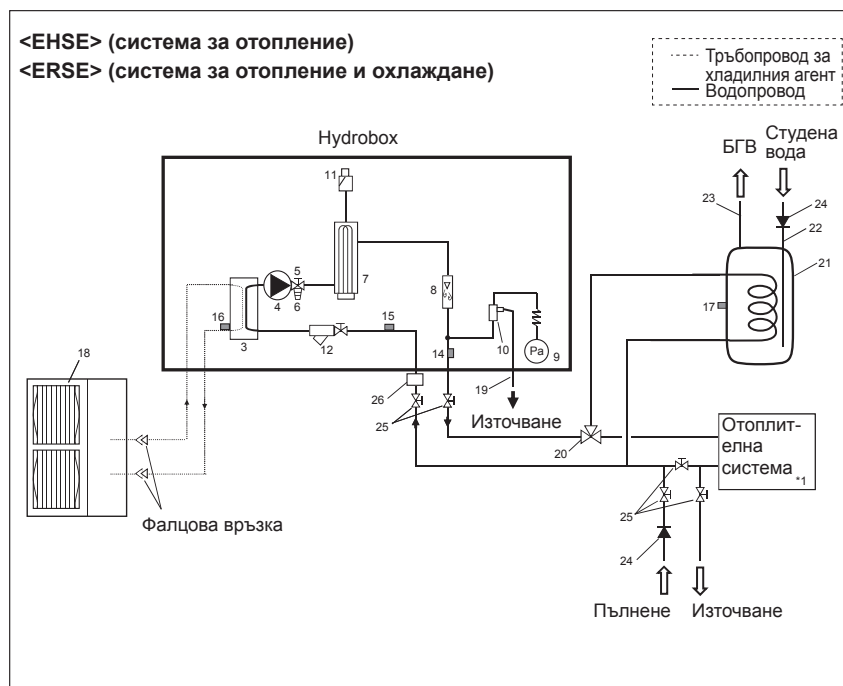 <EHSE> (система за отопление)
<ERSE> (система за отопление и охлаждане)
Тръбопровод за
хладилния агент
Водопровод
Hydrobox
БГВ
Студена
вода
11
23
24
22
5
7
8
21
4
6
16
15
17
3
12
14
10
Pa
9
18
26
19
25
Източване
20
Отоплит-
елна
система
*1
Фалцова връзка
25
24
Пълнене
Източване